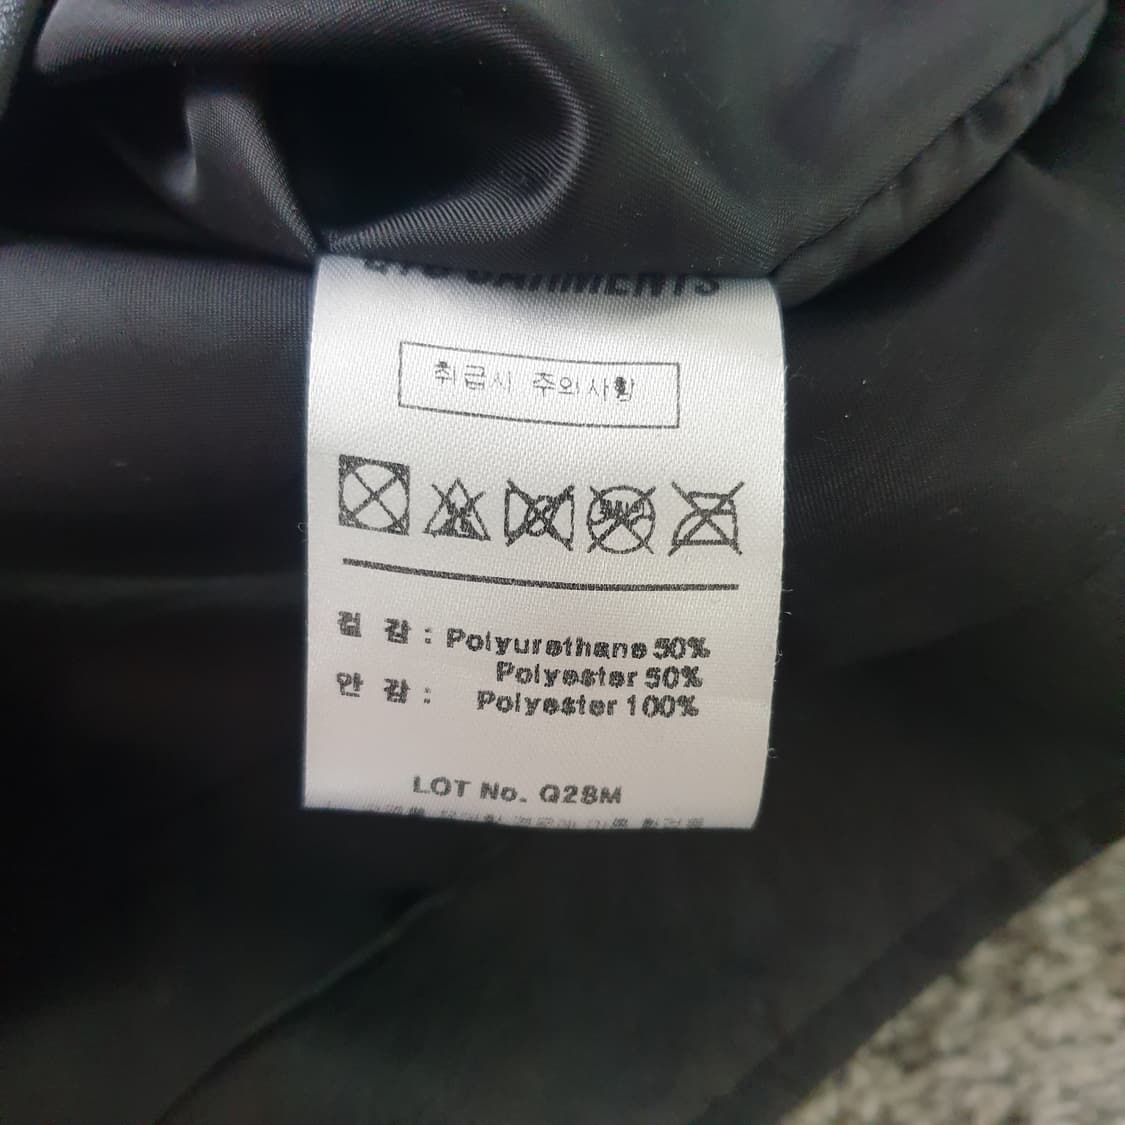 GARMENTS
취급시 주의사항
겉 감 : Polyurethane 50%
Polyester 50%
안 감 : Polyester 100%
LOT No. Q28M